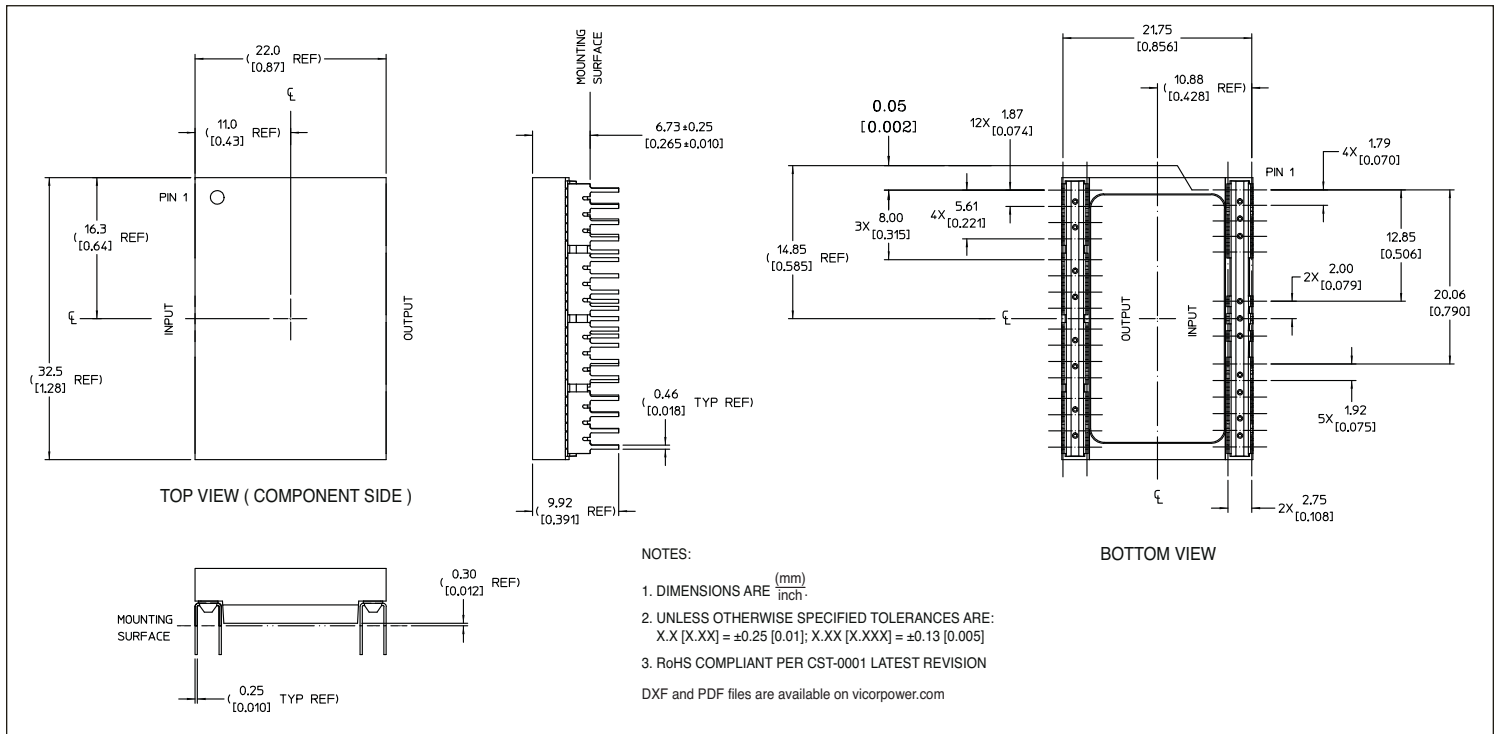 ( 22.0 [0.87] REF)
℄
( 11.0 [0.43] REF)
PIN 1
( 16.3 [0.64] REF)
℄
INPUT
OUTPUT
( 32.5 [1.28] REF)
TOP VIEW ( COMPONENT SIDE )
MOUNTING
SURFACE
6.73±0.25
[0.265±0.010]
( 0.46 [0.018] TYP REF)
( 9.92 [0.391] REF)
21.75
[0.856]
( 10.88 [0.428] REF)
0.05
[0.002]
12X 1.87 [0.074]
4X 1.79 [0.070]
PIN 1
4X 5.61 [0.221]
3X 8.00 [0.315]
( 14.85 [0.585] REF)
12.85
[0.506]
2X 2.00 [0.079]
20.06
[0.790]
℄
OUTPUT
INPUT
5X 1.92 [0.075]
℄
2X 2.75 [0.108]
BOTTOM VIEW
( 0.30 [0.012] REF)
MOUNTING
SURFACE
( 0.25 [0.010] TYP REF)
NOTES:
1. DIMENSIONS ARE (mm)/inch.
2. UNLESS OTHERWISE SPECIFIED TOLERANCES ARE:
X.X [X.XX] = ±0.25 [0.01]; X.XX [X.XXX] = ±0.13 [0.005]
3. RoHS COMPLIANT PER CST-0001 LATEST REVISION
DXF and PDF files are available on vicorpower.com